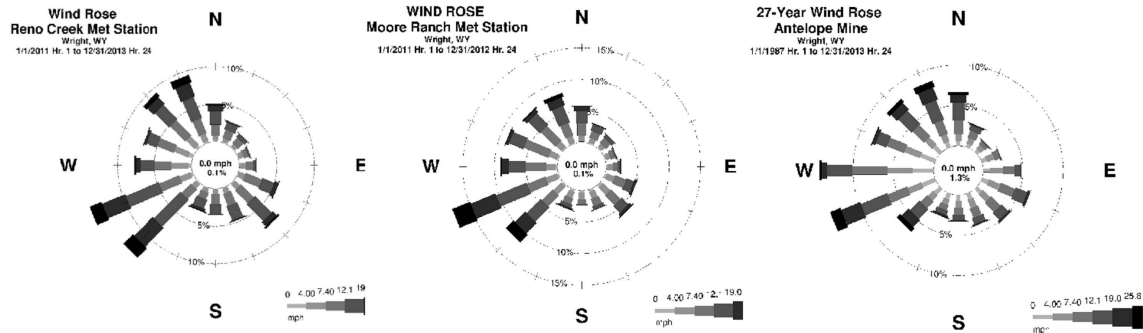 Wind Rose
Reno Creek Met Station
Wright, WY
1/1/2011 Hr. 1 to 12/31/2013 Hr. 24
N
10%
5%
W
0.0 mph
0.1%
E
5%
10%
S
0 4.00 7.40 12.1 19
mph
WIND ROSE
Moore Ranch Met Station
Wright, WY
1/1/2011 Hr. 1 to 12/31/2012 Hr. 24
N
15%
10%
5%
W
0.0 mph
0.1%
E
5%
10%
15%
S
0 4.00 7.40 19.0
mph
27-Year Wind Rose
Antelope Mine
Wright, WY
1/1/1987 Hr. 1 to 12/31/2013 Hr. 24
N
10%
5%
W
0.0 mph
1.3%
E
5%
10%
S
0 4.00 7.40 12.1 19.0 25.8
mph